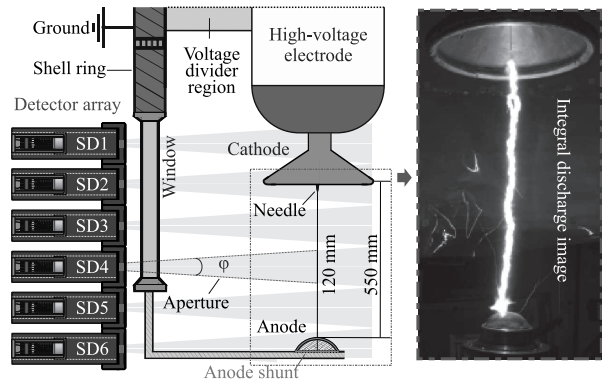 Ground
Shell ring
Voltage
divider
region
High-voltage
electrode
Detector array
SD1
SD2
SD3
SD4
SD5
SD6
Window
Cathode
Needle
φ
Aperture
120 mm
550 mm
Anode
Anode shunt
Integral discharge image